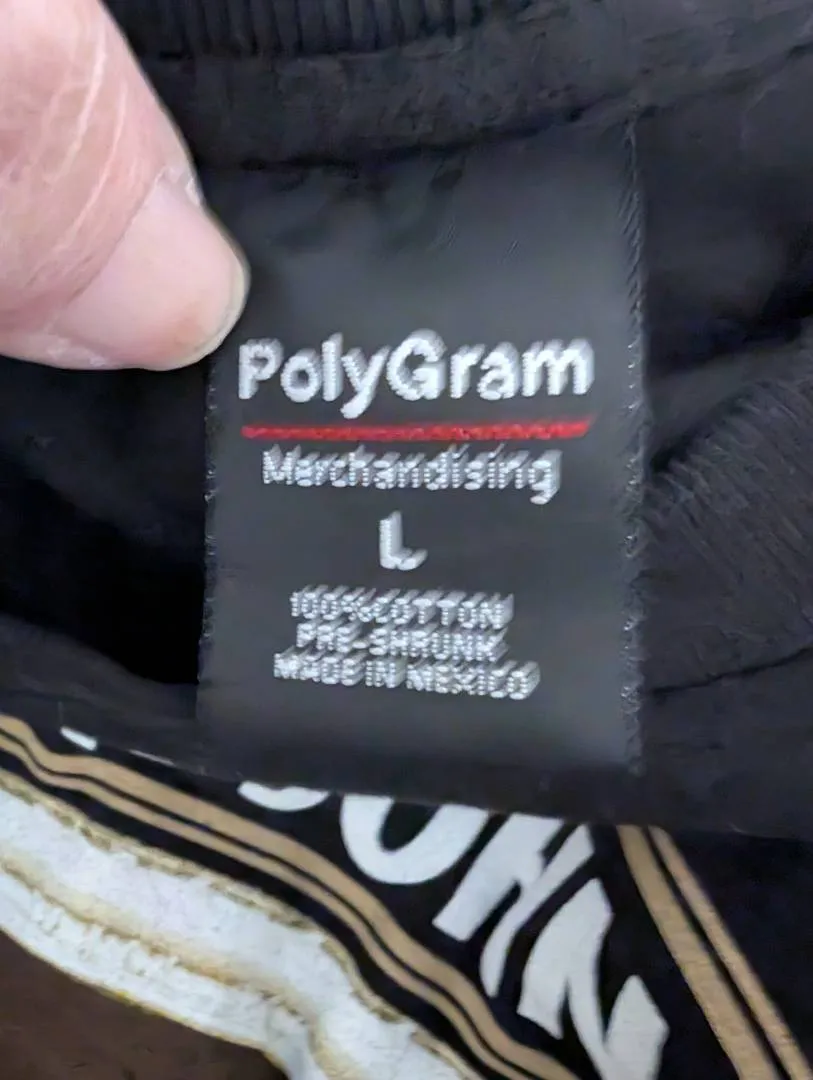 PolyGram
Merchandising
L
100% COTTON
PRE-SHRUNK
MADE IN MEXICO